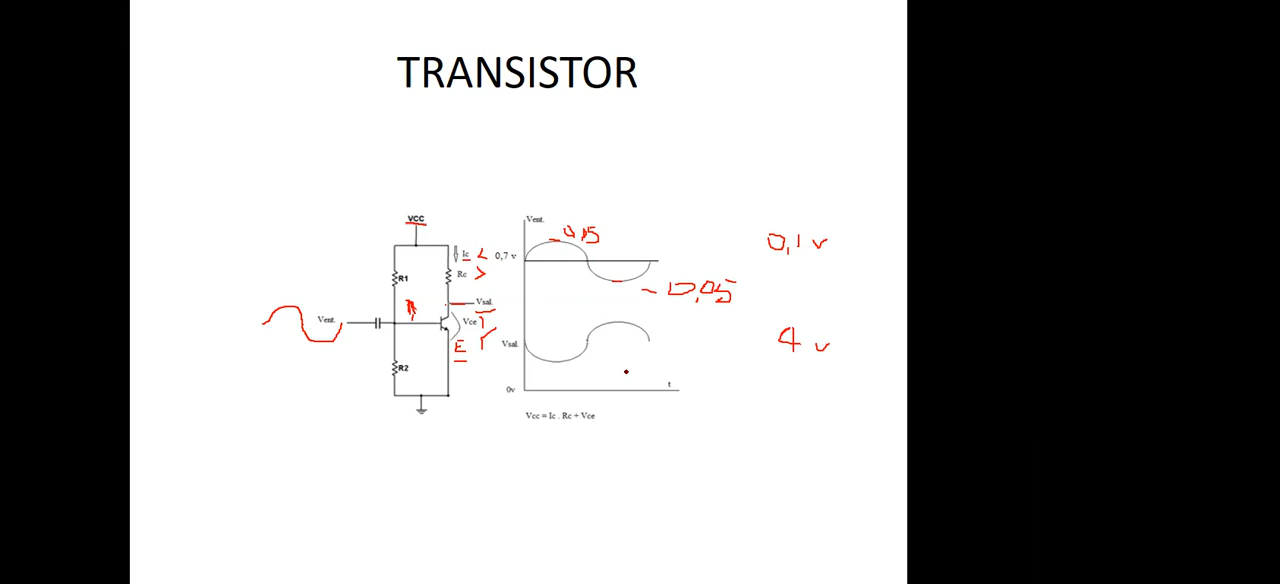 TRANSISTOR
VCC
Ic <
Rc >
R1
Vsal.
Vent.
Vce
E
R2
Vent.
0,7 v
-0,05
Vsal.
0v
t
Vcc = Ic . Rc + Vce
0,1 v
4 v